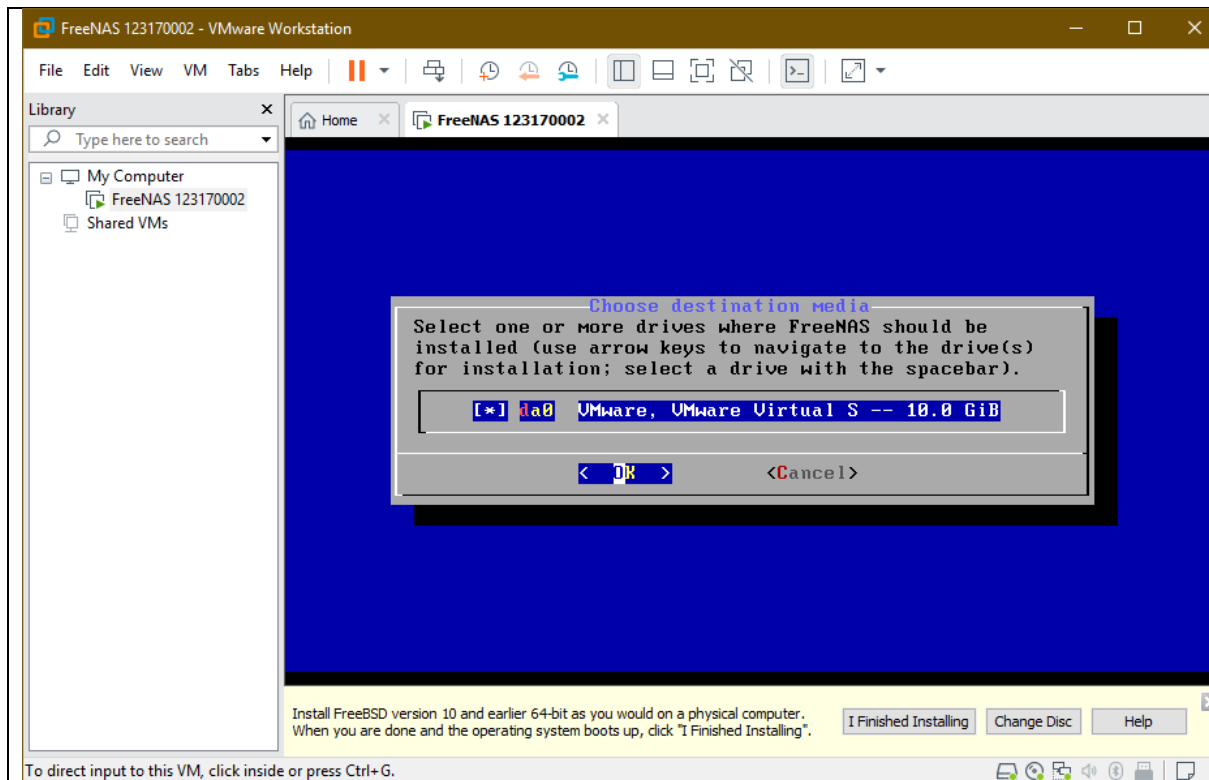 FreeNAS 123170002 - VMware Workstation
File Edit View VM Tabs Help
Library
Home
FreeNAS 123170002
Type here to search
My Computer
FreeNAS 123170002
Shared VMs
Choose destination media
Select one or more drives where FreeNAS should be
installed (use arrow keys to navigate to the drive(s)
for installation; select a drive with the spacebar).
[*] da0 VMware, VMware Virtual S -- 10.0 GiB
< OK > <Cancel>
Install FreeBSD version 10 and earlier 64-bit as you would on a physical computer.
When you are done and the operating system boots up, click "I Finished Installing".
I Finished Installing
Change Disc
Help
To direct input to this VM, click inside or press Ctrl+G.